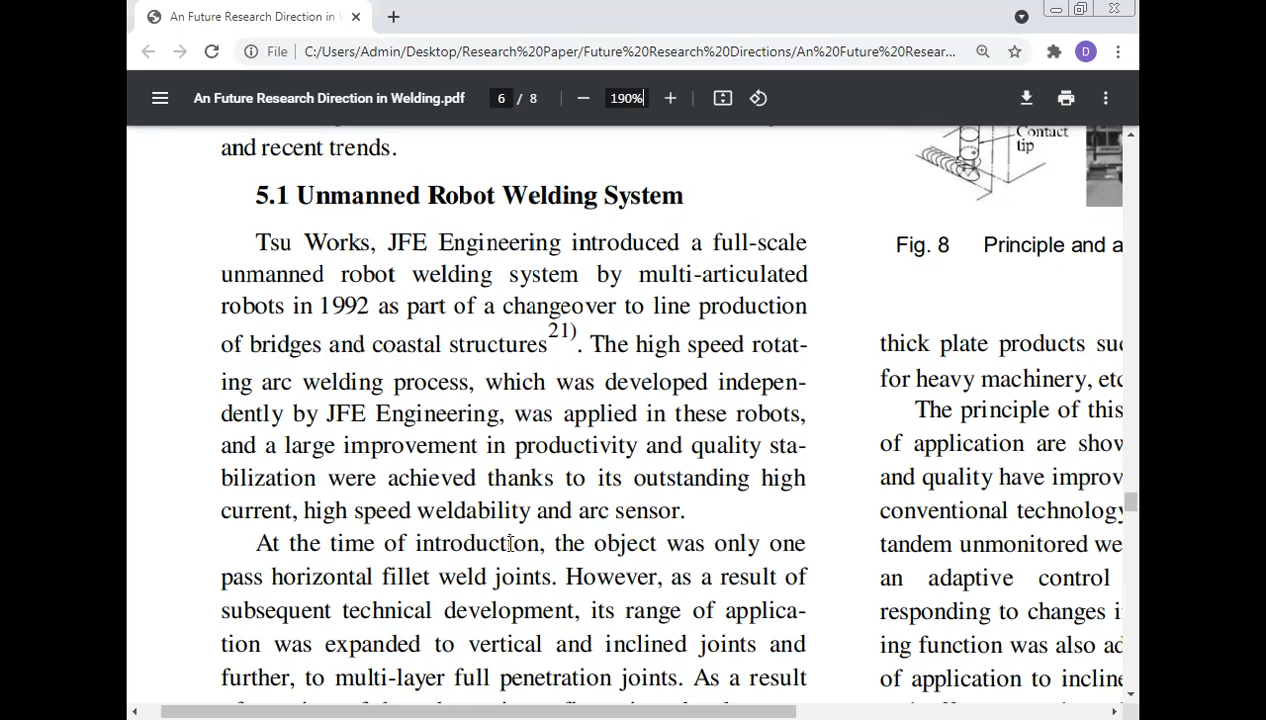 An Future Research Direction in
File
C:/Users/Admin/Desktop/Research%20Paper/Future%20Research%20Directions/An%20Future%20Resear...
D
An Future Research Direction in Welding.pdf
6 / 8
190%
and recent trends.
5.1 Unmanned Robot Welding System
Tsu Works, JFE Engineering introduced a full-scale
unmanned robot welding system by multi-articulated
robots in 1992 as part of a changeover to line production
of bridges and coastal structures21). The high speed rotat-
ing arc welding process, which was developed indepen-
dently by JFE Engineering, was applied in these robots,
and a large improvement in productivity and quality sta-
bilization were achieved thanks to its outstanding high
current, high speed weldability and arc sensor.
At the time of introduction, the object was only one
pass horizontal fillet weld joints. However, as a result of
subsequent technical development, its range of applica-
tion was expanded to vertical and inclined joints and
further, to multi-layer full penetration joints. As a result
Contact
tip
Fig. 8 Principle and a
thick plate products su
for heavy machinery, etc
The principle of this
of application are show
and quality have improv
conventional technology
tandem unmonitored we
an adaptive control
responding to changes i
ing function was also ad
of application to incline